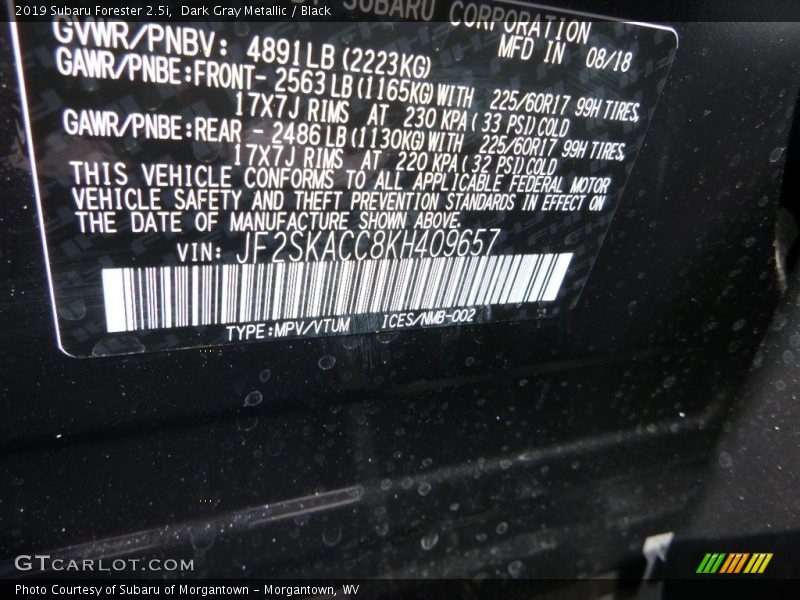 2019 Subaru Forester 2.5i, Dark Gray Metallic / Black
SUBARU CORPORATION
GVWR/PNBV: 4891LB (2223KG) MFD IN 08/18
GAWR/PNBE:FRONT- 2563 LB (1165KG) WITH 225/60R17 99H TIRES,
17X7J RIMS AT 230 KPA ( 33 PSI) COLD
GAWR/PNBE:REAR - 2486 LB (1130KG) WITH 225/60R17 99H TIRES,
17X7J RIMS AT 220 KPA ( 32 PSI) COLD
THIS VEHICLE CONFORMS TO ALL APPLICABLE FEDERAL MOTOR
VEHICLE SAFETY AND THEFT PREVENTION STANDARDS IN EFFECT ON
THE DATE OF MANUFACTURE SHOWN ABOVE.
VIN: JF2SKACC8KH409657
TYPE:MPV/VTUM ICES/NMB-002
GTCARLOT.COM
Photo Courtesy of Subaru of Morgantown - Morgantown, WV